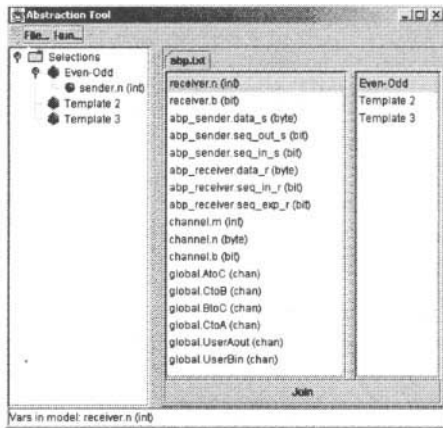 Abstraction Tool
File... Join...
Selections
Even-Odd
sender.n (int)
Template 2
Template 3
abp.txt
receiver.n (int)
receiver.b (bit)
abp_sender.data_s (byte)
abp_sender.seq_out_s (bit)
abp_sender.seq_in_s (bit)
abp_receiver.data_r (byte)
abp_receiver.seq_in_r (bit)
abp_receiver.seq_exp_r (bit)
channel.m (int)
channel.n (byte)
channel.b (bit)
global.AtoC (chan)
global.CtoB (chan)
global.BtoC (chan)
global.CtoA (chan)
global.UserAout (chan)
global.UserBin (chan)
Even-Odd
Template 2
Template 3
Join
Vars in model: receiver.n (int)